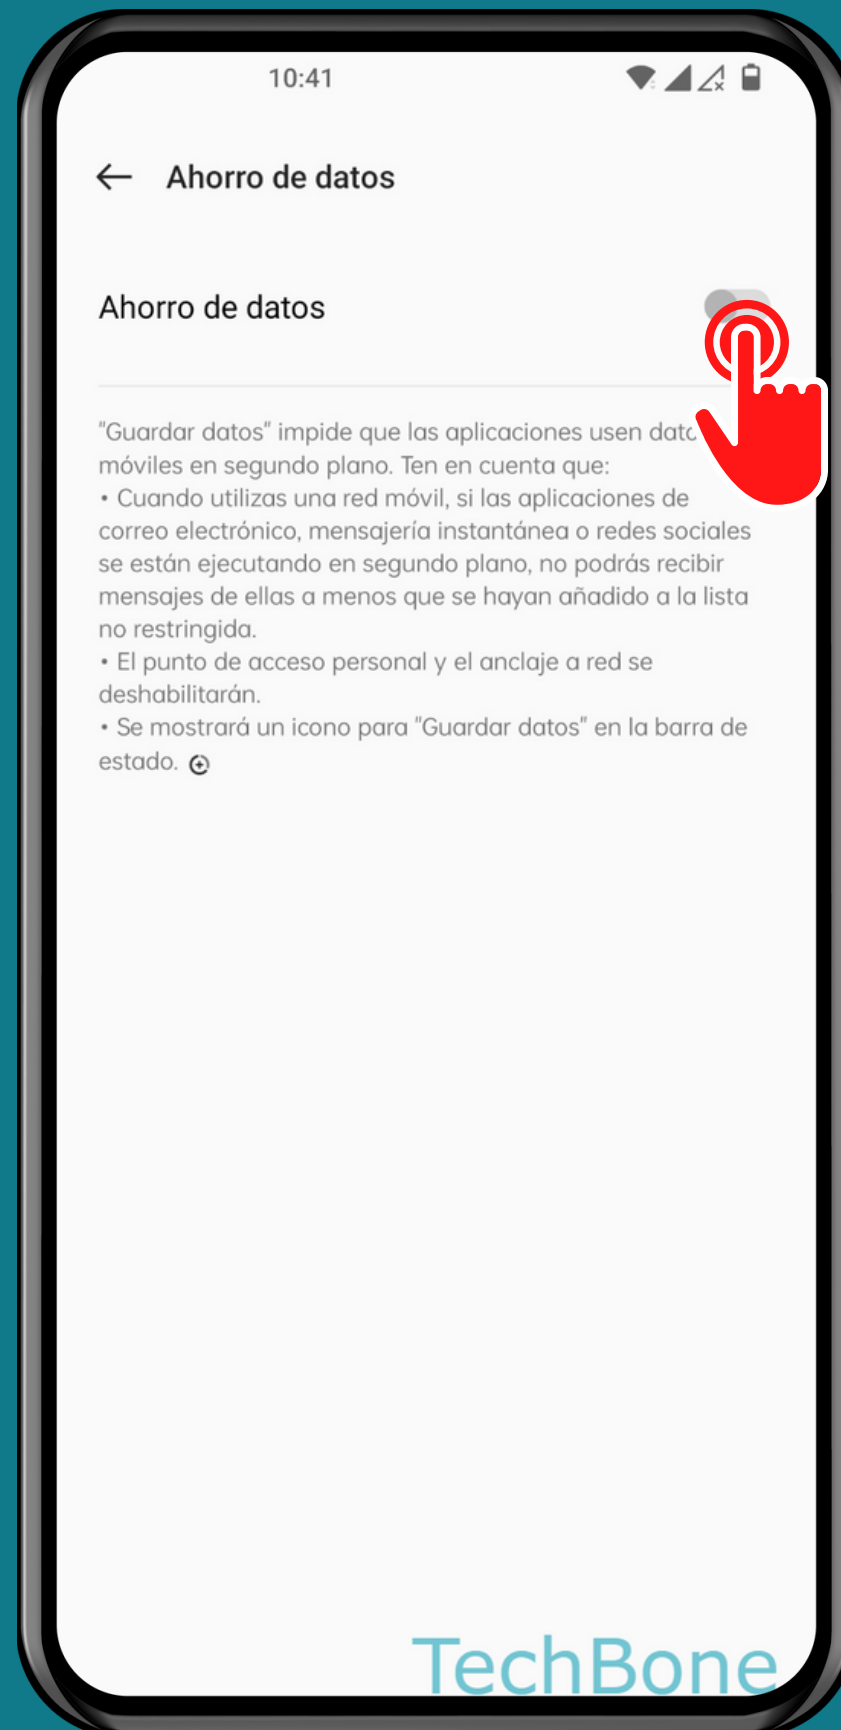 10:41
Ahorro de datos
Ahorro de datos
"Guardar datos" impide que las aplicaciones usen
móviles en segundo plano. Ten en cuenta que:
• Cuando utilizas una red móvil, si las aplicaciones de
correo electrónico, mensajería instantánea o redes sociales
se están ejecutando en segundo plano, no podrás recibir
mensajes de ellas a menos que se hayan añadido a la lista
no restringida.
• El punto de acceso personal y el anclaje a red se
deshabilitarán.
• Se mostrará un icono para "Guardar datos" en la barra de
estado.
TechBone